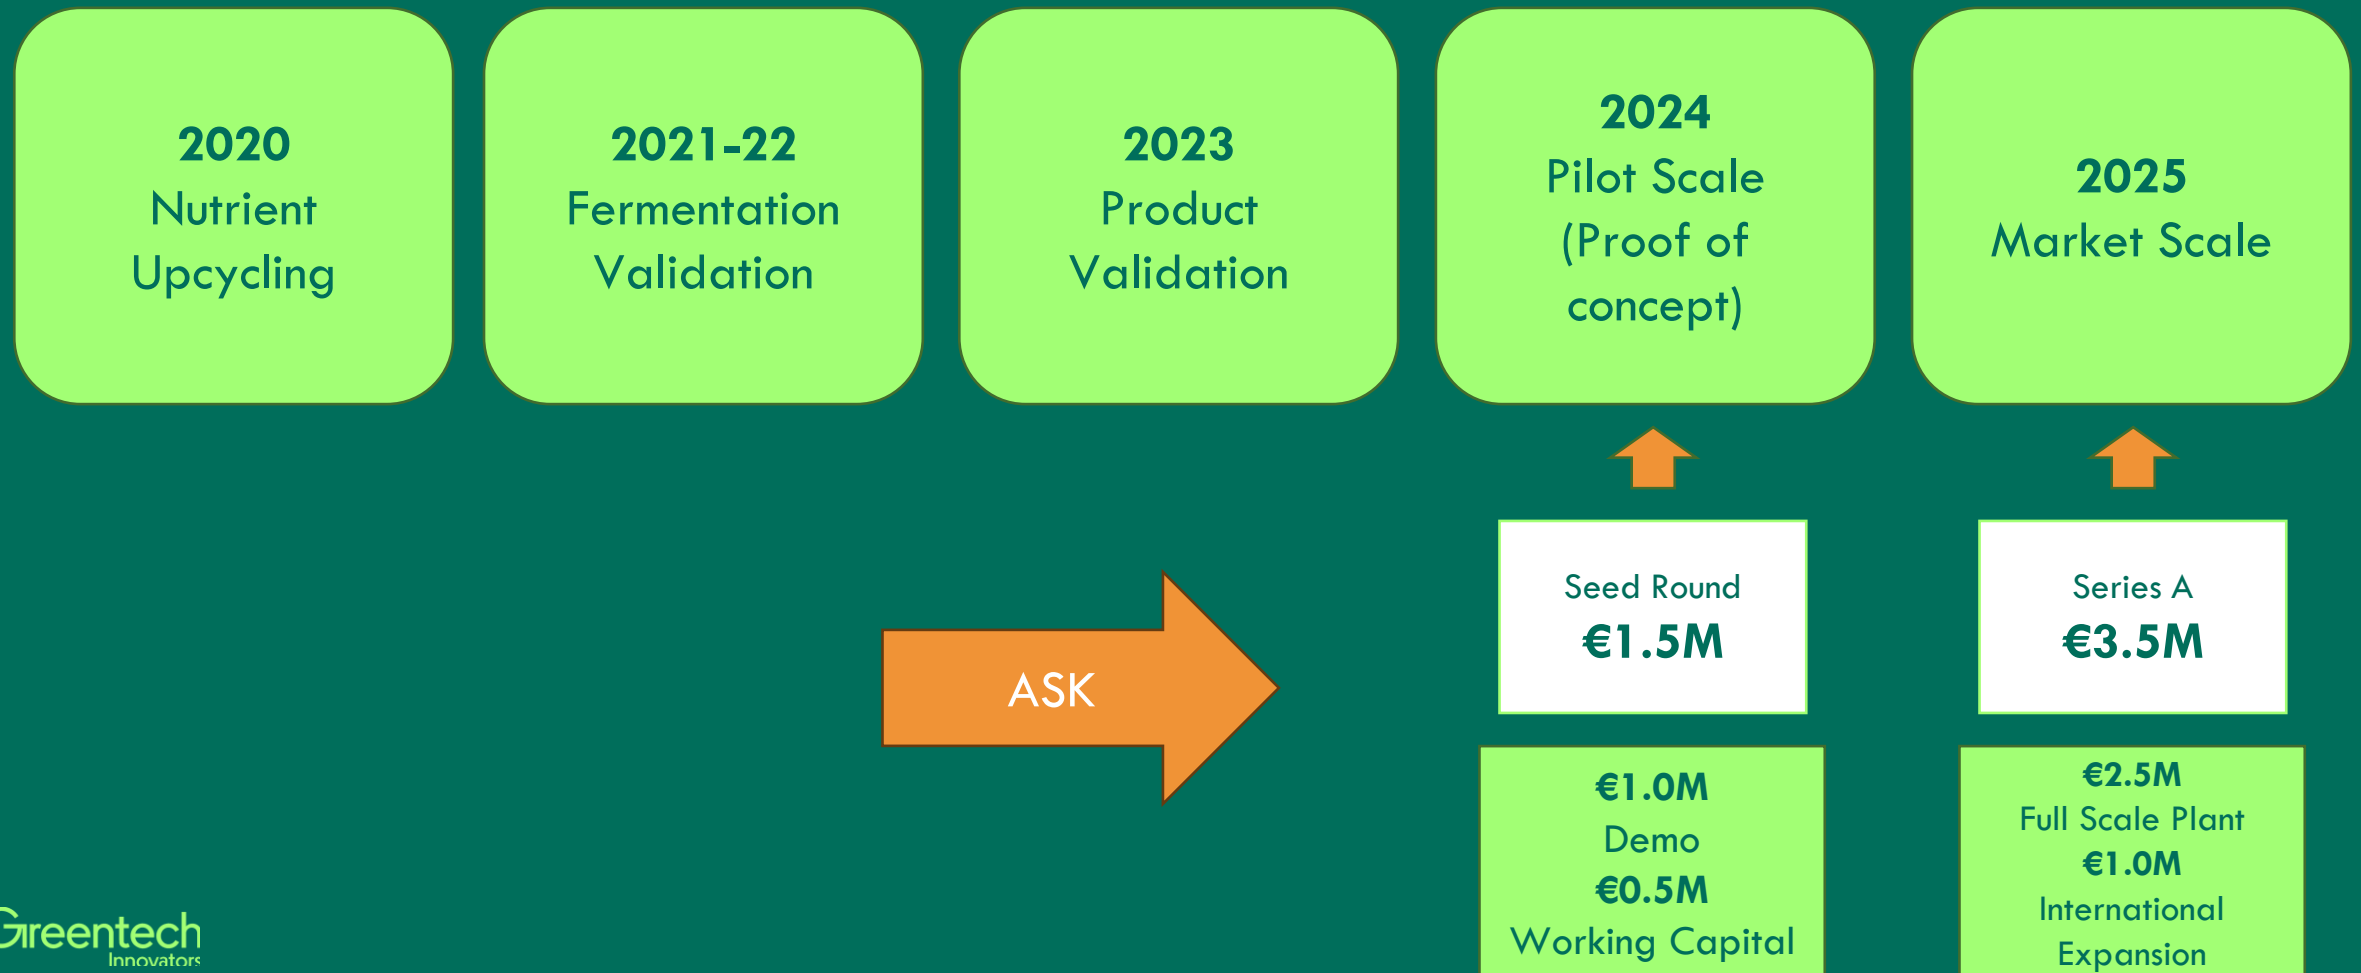 2020
Nutrient
Upcycling
2021-22
Fermentation
Validation
2023
Product
Validation
2024
Pilot Scale
(Proof of
concept)
2025
Market Scale
ASK
Seed Round
€1.5M
Series A
€3.5M
€1.0M
Demo
€0.5M
Working Capital
€2.5M
Full Scale Plant
€1.0M
International
Expansion
Greentech
Innovators